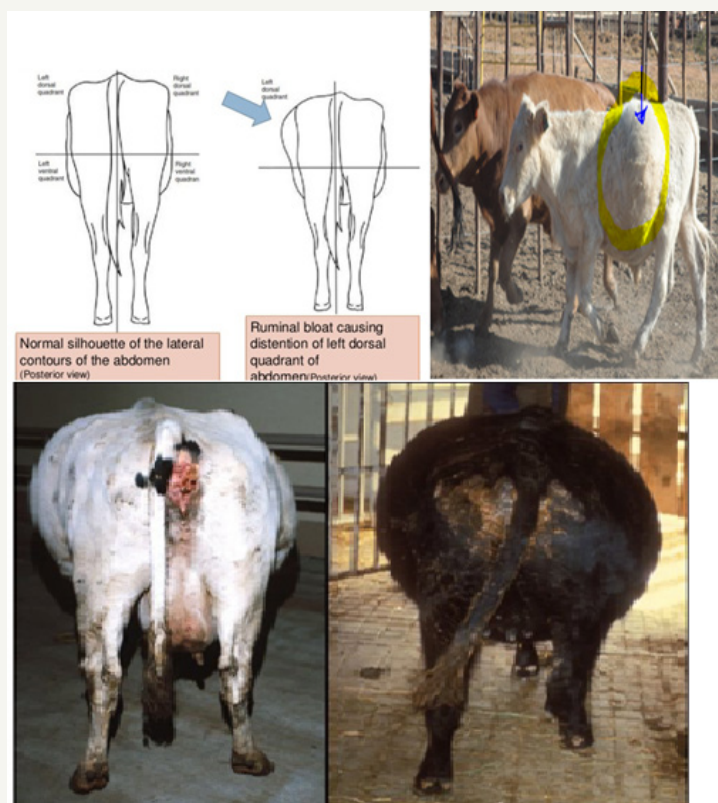 Left
dorsal
quadrant
Right
dorsal
quadrant
Left
ventral
quadrant
Right
ventral
quadran
Left
dorsal
quadrant
Normal silhouette of the lateral
contours of the abdomen
(Posterior view)
Ruminal bloat causing
distention of left dorsal
quadrant of
abdomen(Posterior view)